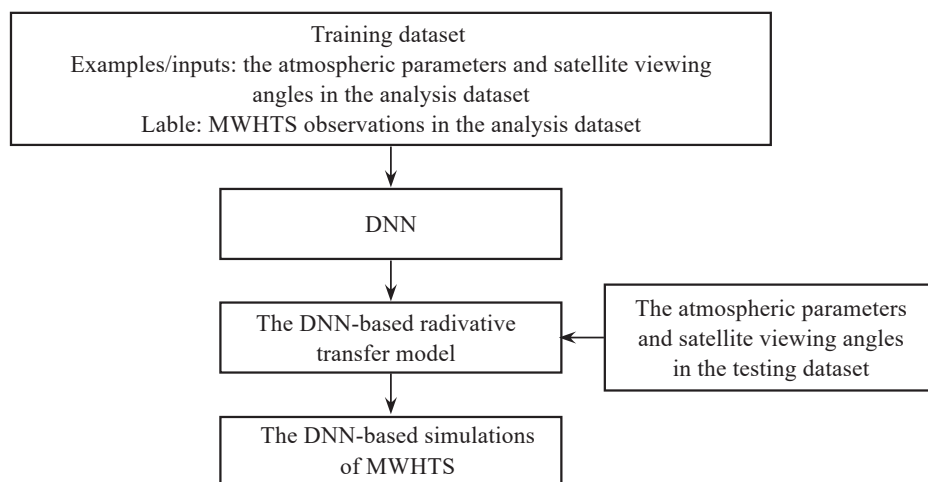 Training dataset
Examples/inputs: the atmospheric parameters and satellite viewing
angles in the analysis dataset
Lable: MWHTS observations in the analysis dataset
DNN
The DNN-based radivative
transfer model
The atmospheric parameters
and satellite viewing angles
in the testing dataset
The DNN-based simulations
of MWHTS